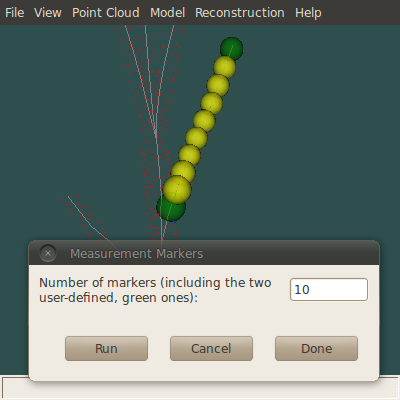 File View Point Cloud Model Reconstruction Help
Measurement Markers
Number of markers (including the two
user-defined, green ones):
10
Run Cancel Done